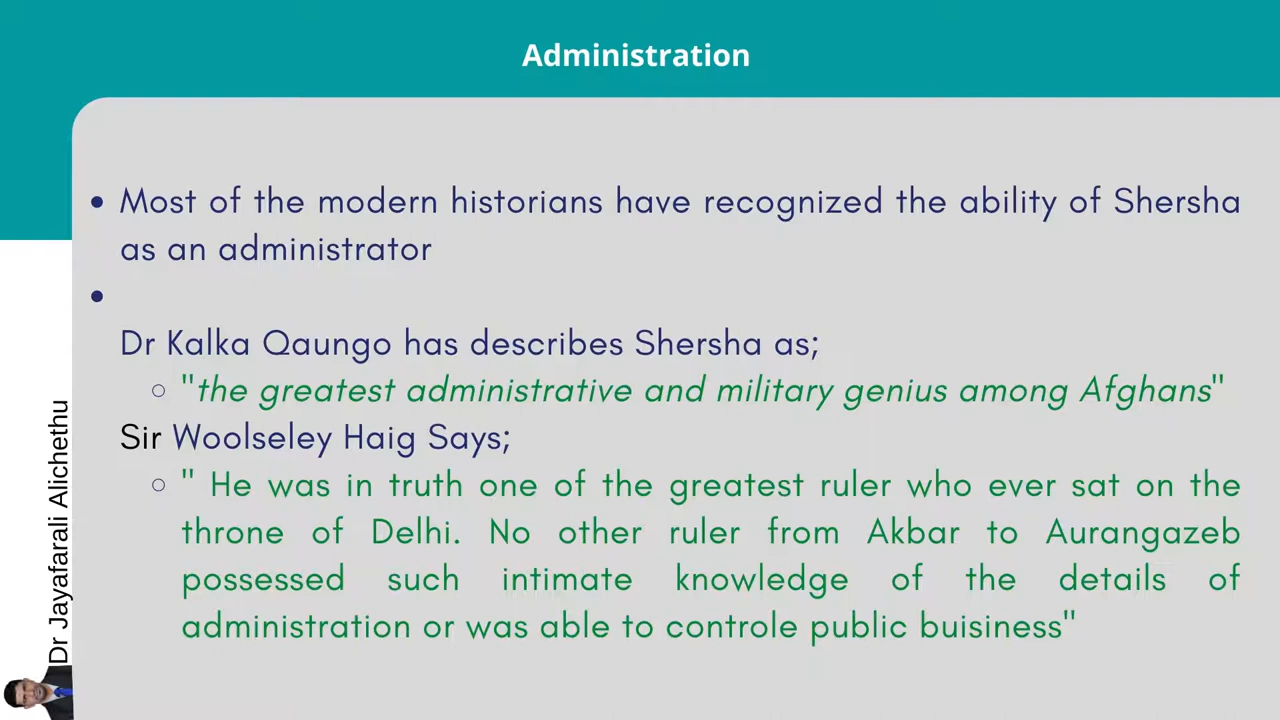 Administration
• Most of the modern historians have recognized the ability of Shersha
as an administrator
•
Dr Kalka Qaungo has describes Shersha as;
○ "the greatest administrative and military genius among Afghans"
Sir Woolseley Haig Says;
○ " He was in truth one of the greatest ruler who ever sat on the
throne of Delhi. No other ruler from Akbar to Aurangazeb
possessed such intimate knowledge of the details of
administration or was able to controle public buisiness"
Dr Jayafarali Alichethu